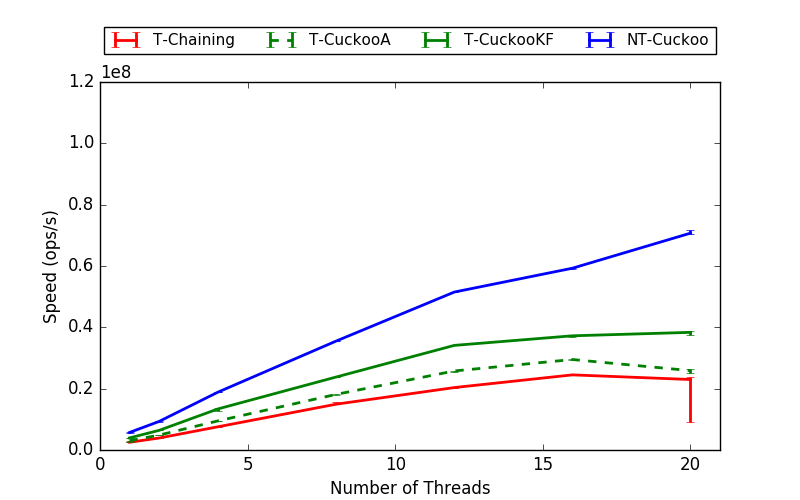 T-Chaining T-CuckooA T-CuckooKF NT-Cuckoo
1e8
1.2
1.0
0.8
0.6
0.4
0.2
0.0
Speed (ops/s)
0 5 10 15 20
Number of Threads